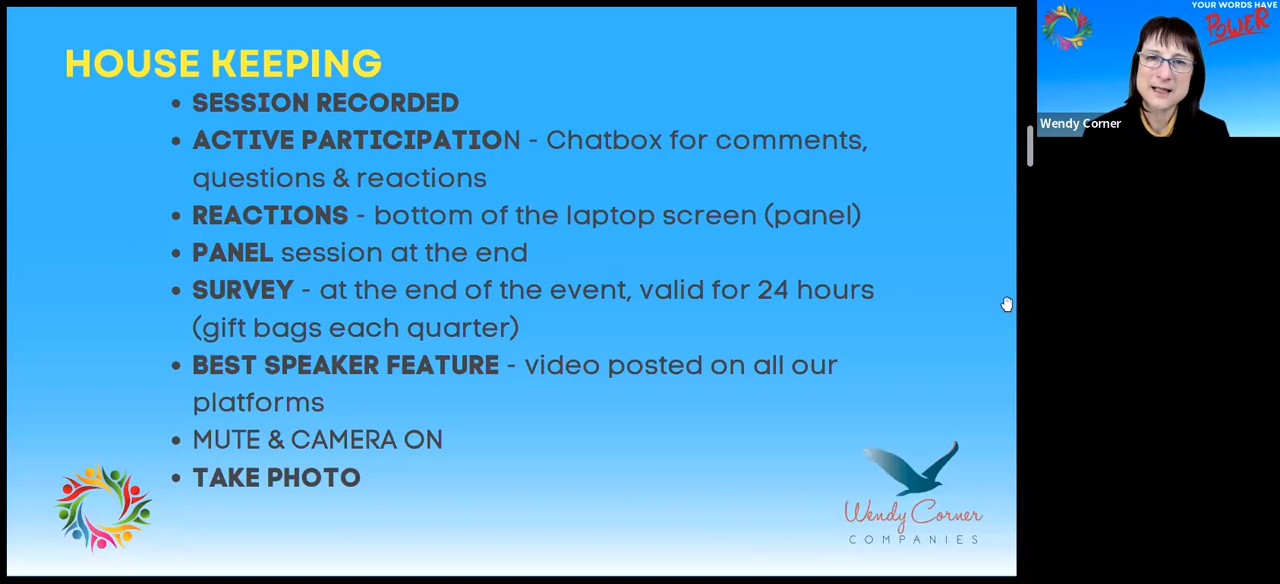 HOUSE KEEPING
• SESSION RECORDED
• ACTIVE PARTICIPATION - Chatbox for comments,
questions & reactions
• REACTIONS - bottom of the laptop screen (panel)
• PANEL session at the end
• SURVEY - at the end of the event, valid for 24 hours
(gift bags each quarter)
• BEST SPEAKER FEATURE - video posted on all our
platforms
• MUTE & CAMERA ON
• TAKE PHOTO
Wendy Corner
COMPANIES
YOUR WORDS HAVE
POWER
Wendy Corner